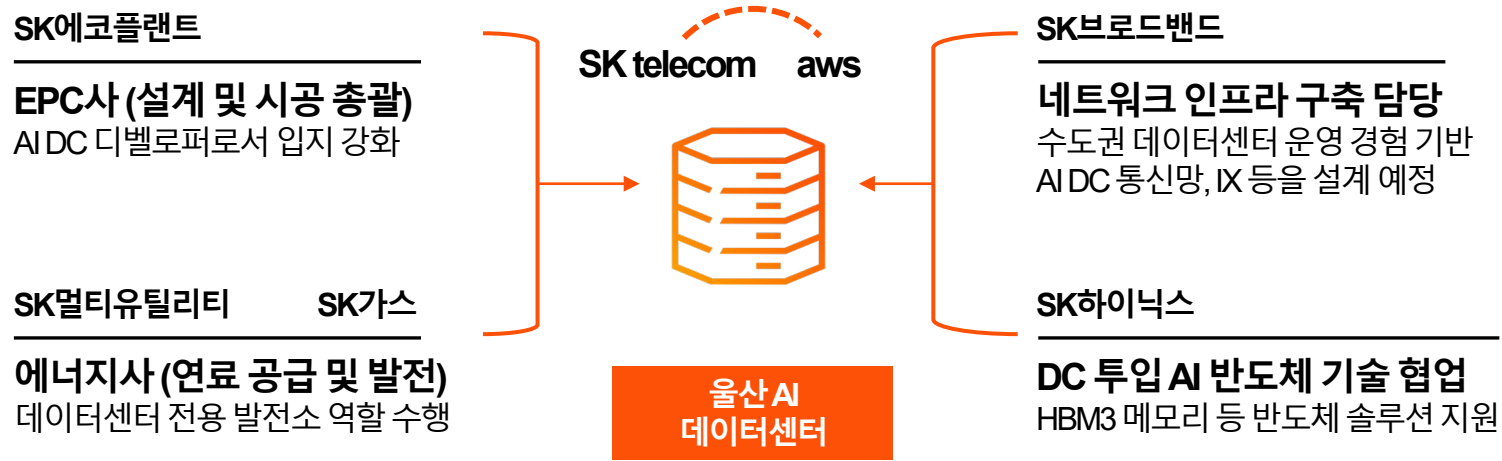 SK에코플랜트
EPC사 (설계 및 시공 총괄)
AI DC 디벨로퍼로서 입지 강화
SK멀티유틸리티 SK가스
에너지사 (연료 공급 및 발전)
데이터센터 전용 발전소 역할 수행
SK telecom aws
울산 AI
데이터센터
SK브로드밴드
네트워크 인프라 구축 담당
수도권 데이터센터 운영 경험 기반
AI DC 통신망, IX 등을 설계 예정
SK하이닉스
DC 투입 AI 반도체 기술 협업
HBM3 메모리 등 반도체 솔루션 지원